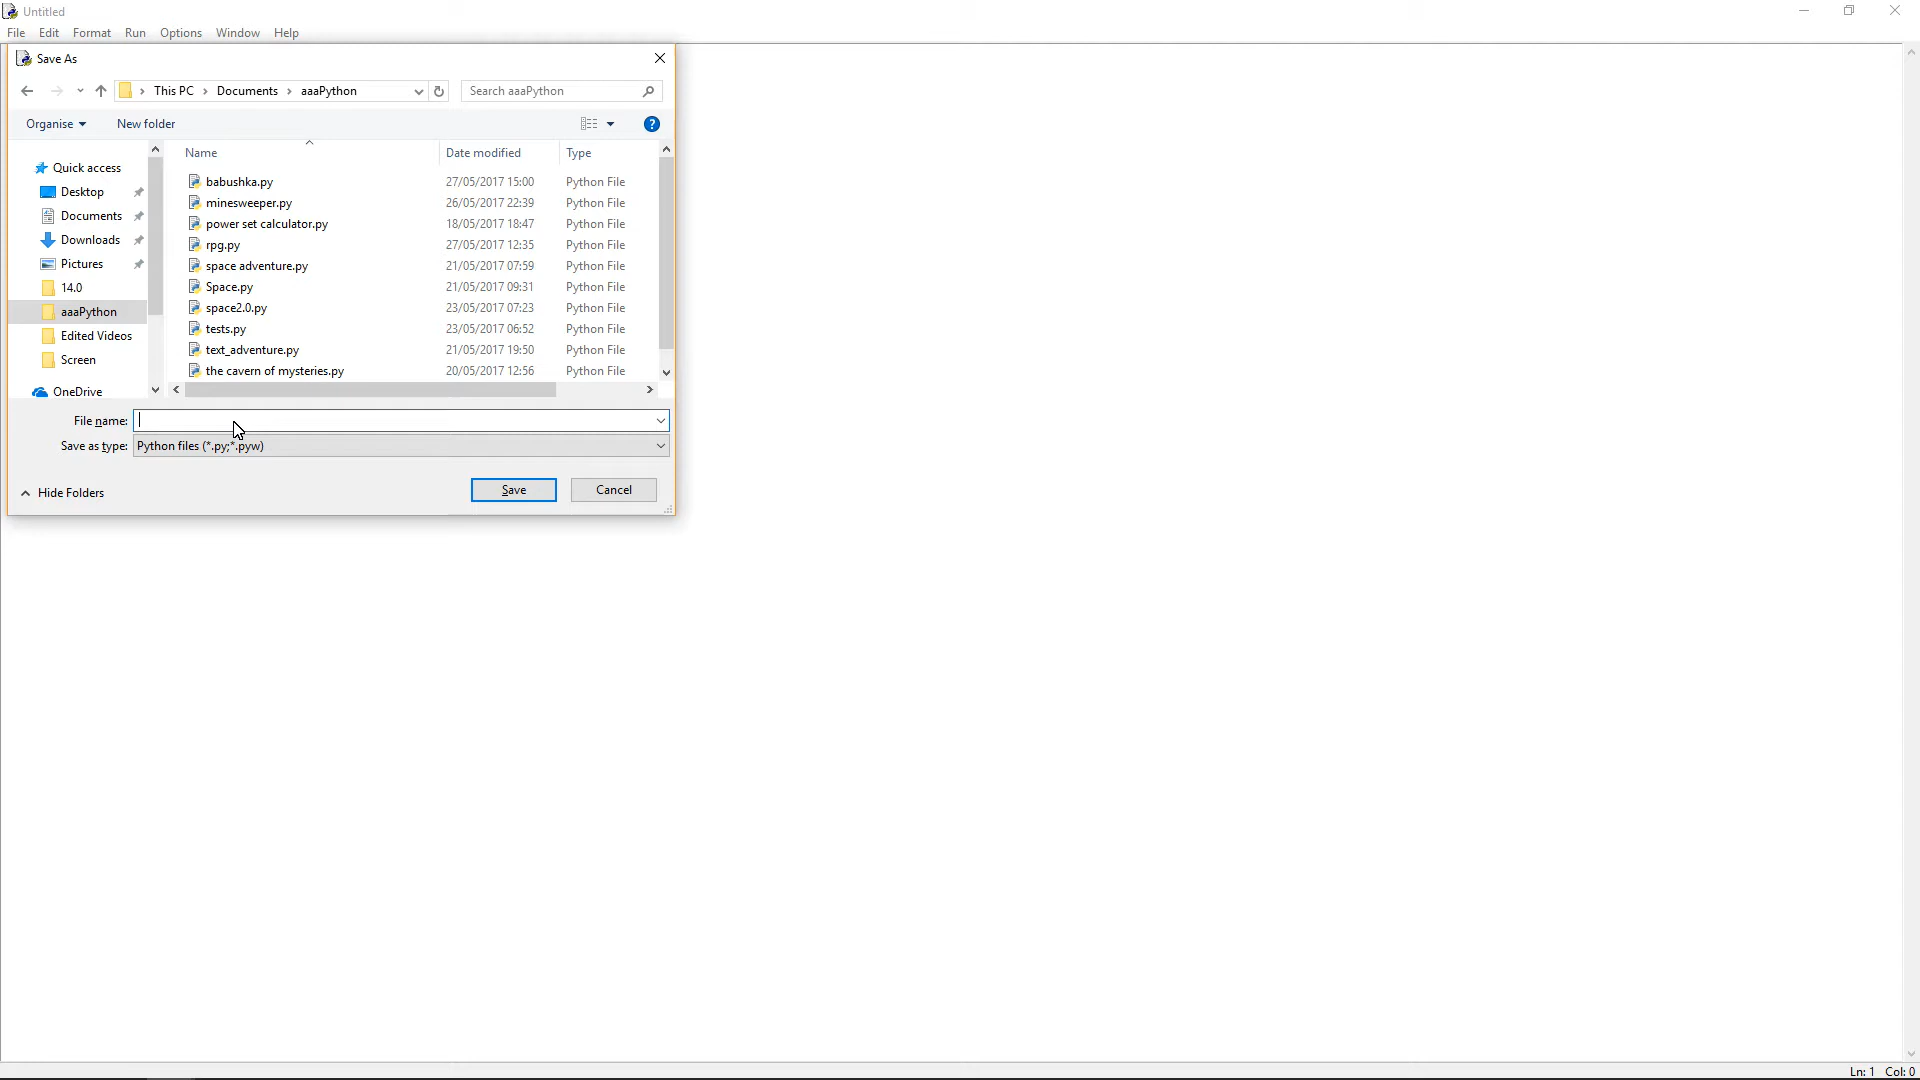 Untitled
File Edit Format Run Options Window Help
Save As
This PC > Documents > aaaPython Search aaaPython
Organise New folder
Name Date modified Type
Quick access
Desktop
Documents
Downloads
Pictures
14.0
aaaPython
Edited Videos
Screen
OneDrive
babushka.py 27/05/2017 15:00 Python File
minesweeper.py 26/05/2017 22:39 Python File
power set calculator.py 18/05/2017 18:47 Python File
rpg.py 27/05/2017 12:35 Python File
space adventure.py 21/05/2017 07:59 Python File
Space.py 21/05/2017 09:31 Python File
space2.0.py 23/05/2017 07:23 Python File
tests.py 23/05/2017 06:52 Python File
text_adventure.py 21/05/2017 19:50 Python File
the cavern of mysteries.py 20/05/2017 12:56 Python File
File name:
Save as type: Python files (*.py;*.pyw)
Hide Folders Save Cancel
Ln: 1 Col: 0